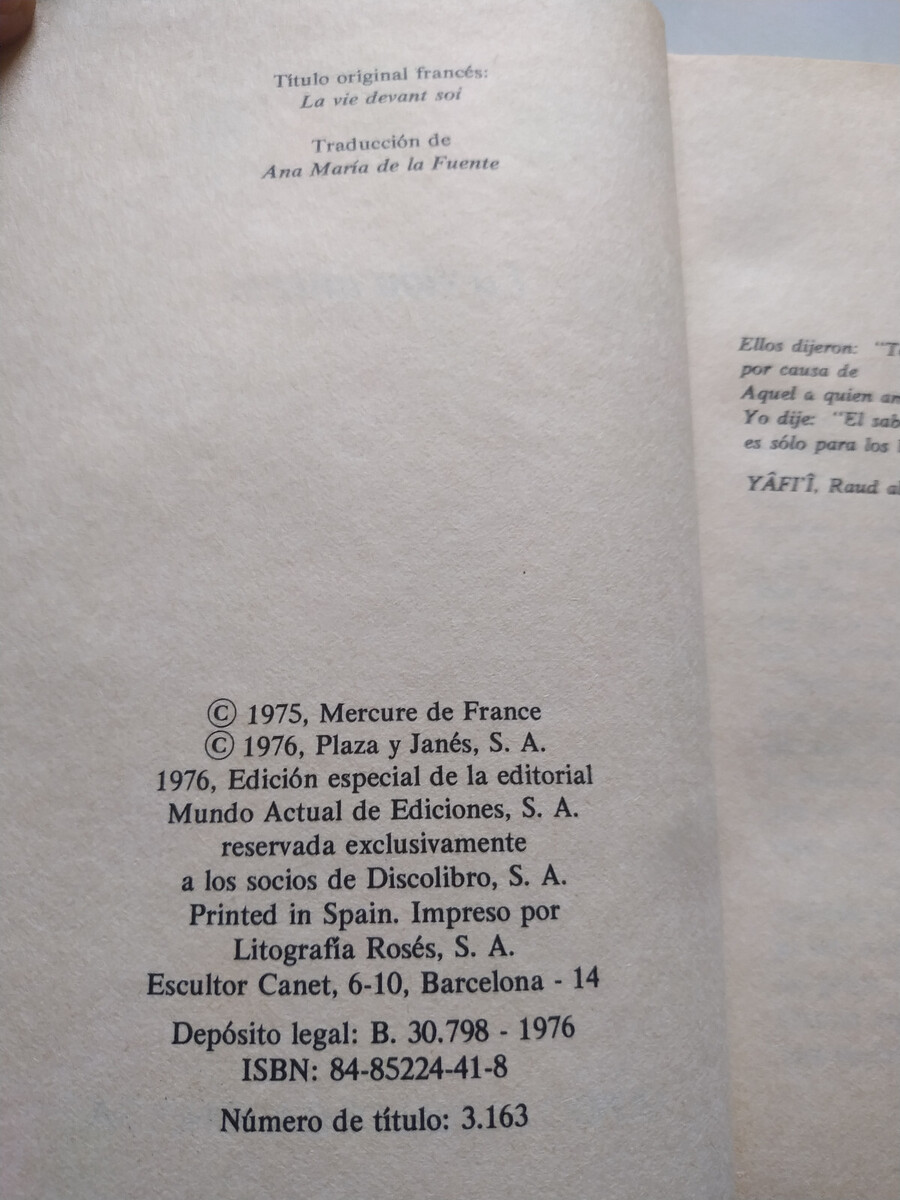 Título original francés:
La vie devant soi
Traducción de
Ana María de la Fuente
© 1975, Mercure de France
© 1976, Plaza y Janés, S. A.
1976, Edición especial de la editorial
Mundo Actual de Ediciones, S. A.
reservada exclusivamente
a los socios de Discolibro, S. A.
Printed in Spain. Impreso por
Litografía Rosés, S. A.
Escultor Canet, 6-10, Barcelona - 14
Depósito legal: B. 30.798 - 1976
ISBN: 84-85224-41-8
Número de título: 3.163
Ellos dijeron:
por causa de
Aquel a quien
Yo dije: "El
es sólo para los
YÂFI'Î, Raud